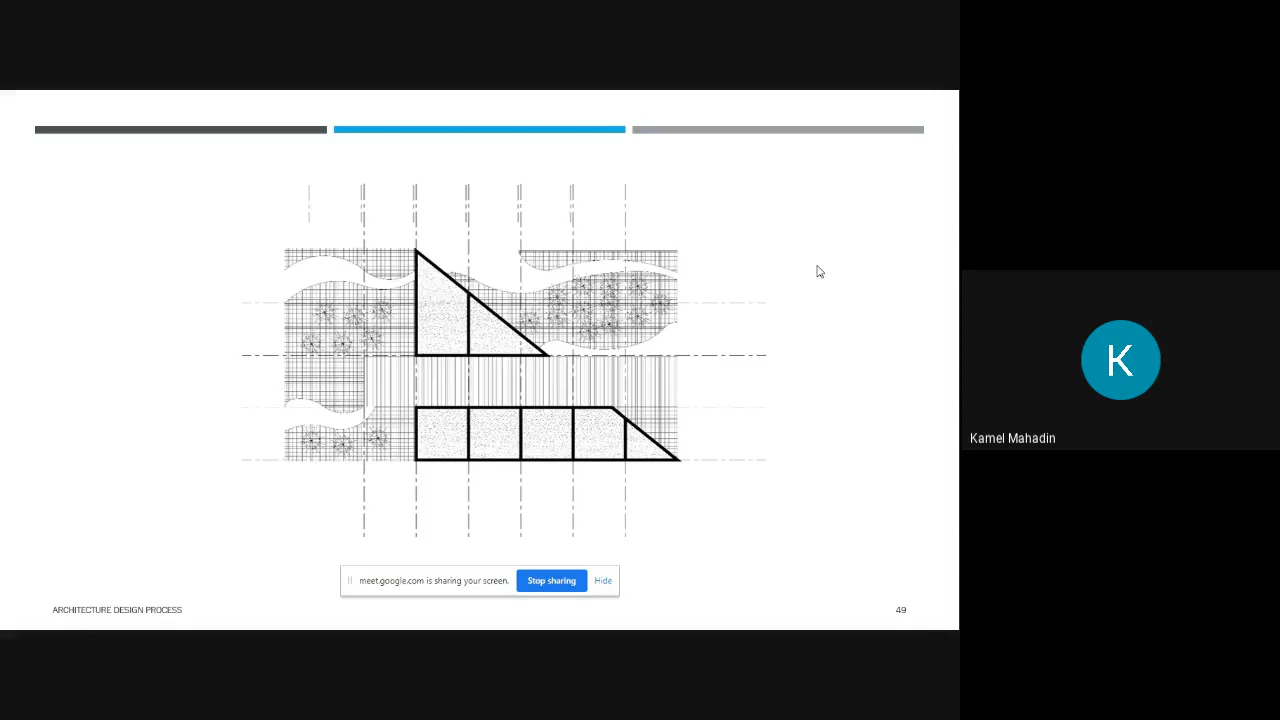 meet.google.com is sharing your screen. Stop sharing Hide
ARCHITECTURE DESIGN PROCESS 49
K
Kamel Mahadin